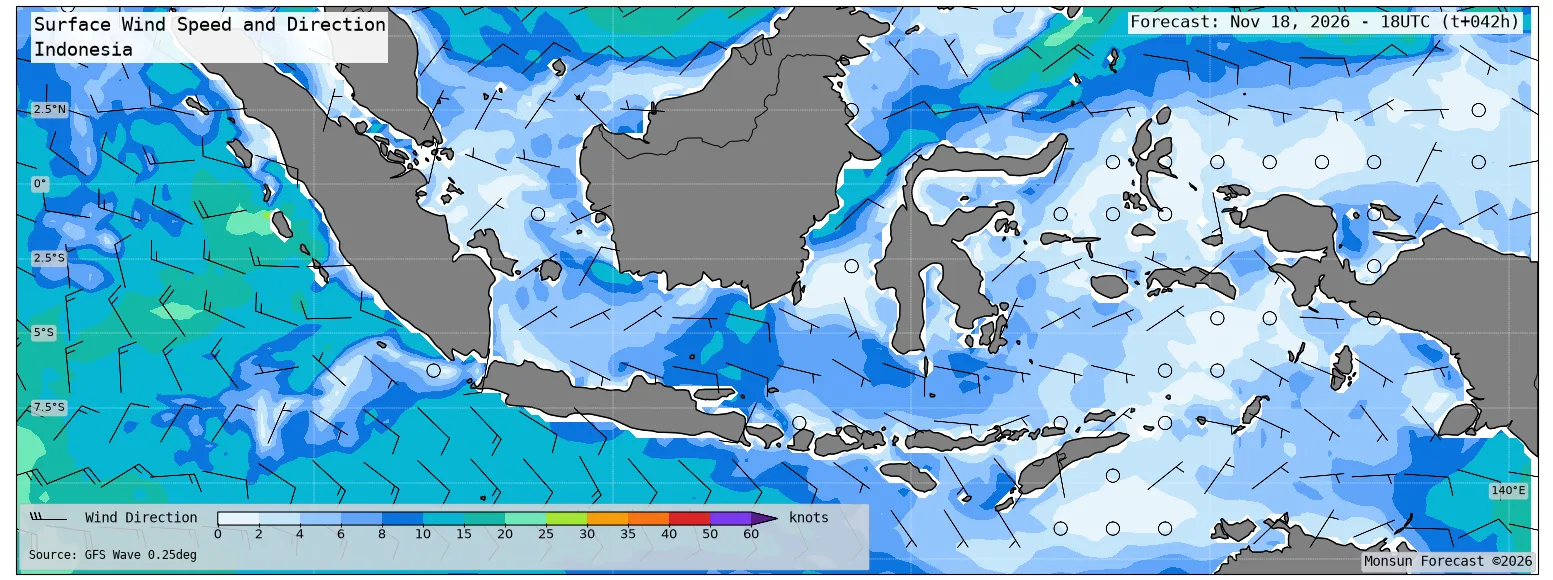 Surface Wind Speed and Direction
Indonesia
Forecast: Nov 18, 2026 - 18UTC (t+042h)
2.5°N
0°
2.5°S
5°S
7.5°S
140°E
Wind Direction
0 2 4 6 8 10 15 20 25 30 35 40 50 60
knots
Source: GFS Wave 0.25deg
Monsun Forecast ©2026